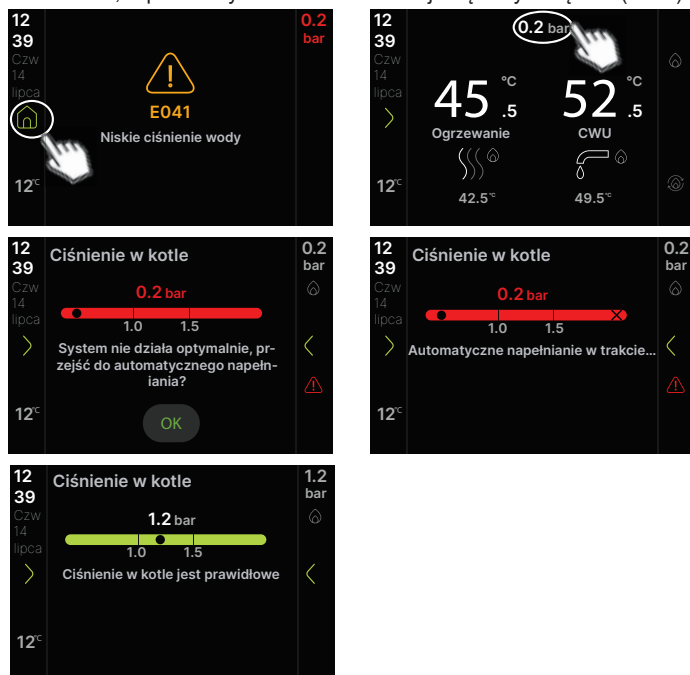 12
39
Czw
14
lipca
12°C
0.2
bar
E041
Niskie ciśnienie wody
12
39
Czw
14
lipca
12°C
0.2 bar
45.5 °C
52.5 °C
Ogrzewanie
CWU
42.5°C
49.5°C
12
39
Czw
14
lipca
12°C
Ciśnienie w kotle
0.2
bar
0.2 bar
1.0 1.5
System nie działa optymalnie, prz-
zejść do automatycznego napełn-
iania?
OK
12
39
Czw
14
lipca
12°C
Ciśnienie w kotle
0.2
bar
0.2 bar
1.0 1.5
Automatyczne napełnianie w trakcie...
12
39
Czw
14
lipca
12°C
Ciśnienie w kotle
1.2
bar
1.2 bar
1.0 1.5
Ciśnienie w kotle jest prawidłowe